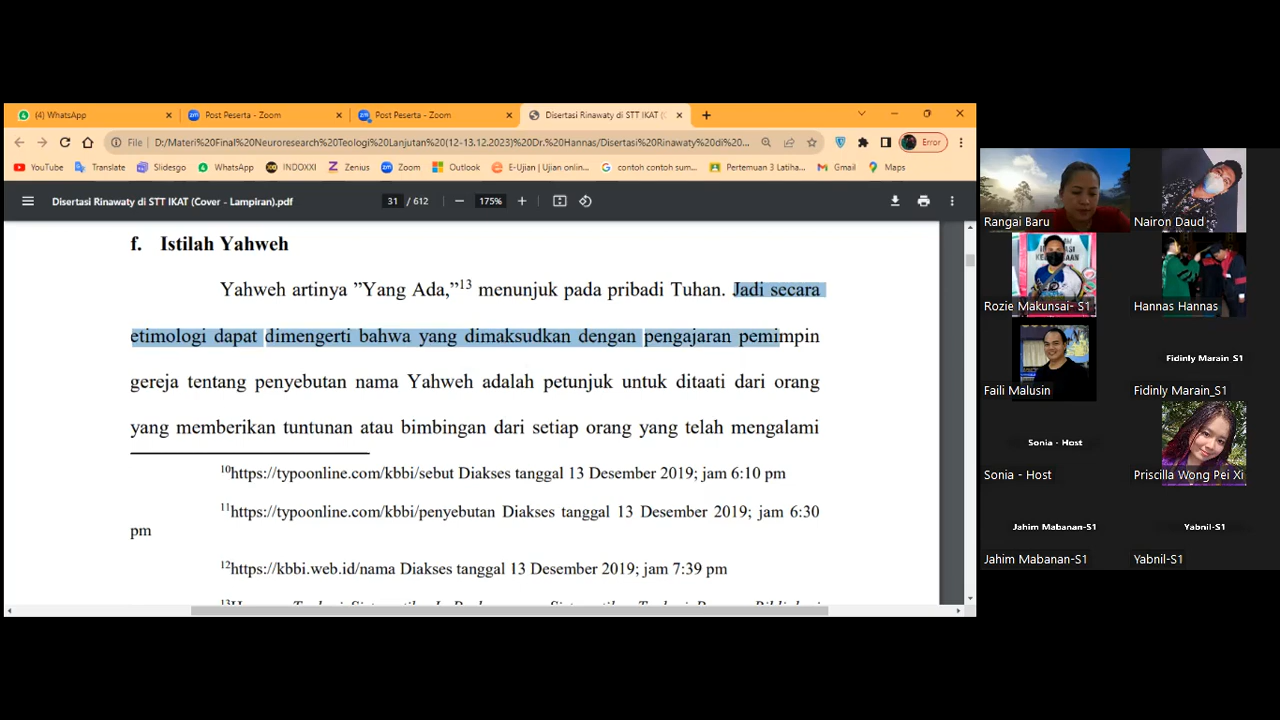 (4) WhatsApp
Post Peserta - Zoom
Post Peserta - Zoom
Disertasi Rinawaty di STT IKAT (C
File
D:/Materi%20Final%20Neuroresearch%20Teologi%20Lanjutan%20(12-13.12.2023)%20Dr.%20Hannas/Disertasi%20Rinawaty%20di%20...
Error
YouTube
Translate
Slidesgo
WhatsApp
INDOXXI
Zenius
Zoom
Outlook
E-Ujian | Ujian onlin...
contoh contoh sum...
Pertemuan 3 Latiha...
Gmail
Maps
Disertasi Rinawaty di STT IKAT (Cover - Lampiran).pdf
31 / 612
175%
f. Istilah Yahweh
Yahweh artinya ”Yang Ada,”13 menunjuk pada pribadi Tuhan. Jadi secara
etimologi dapat dimengerti bahwa yang dimaksudkan dengan pengajaran pemimpin
gereja tentang penyebutan nama Yahweh adalah petunjuk untuk ditaati dari orang
yang memberikan tuntunan atau bimbingan dari setiap orang yang telah mengalami
10https://typoonline.com/kbbi/sebut Diakses tanggal 13 Desember 2019; jam 6:10 pm
11https://typoonline.com/kbbi/penyebutan Diakses tanggal 13 Desember 2019; jam 6:30
pm
12https://kbbi.web.id/nama Diakses tanggal 13 Desember 2019; jam 7:39 pm
Rangai Baru
Nairon Daud
Rozie Makunsai- S1
Hannas Hannas
Faili Malusin
Fidinly Marain S1
Fidinly Marain_S1
Sonia - Host
Sonia - Host
Priscilla Wong Pei Xi
Jahim Mabanan-S1
Jahim Mabanan-S1
Yabnil-S1
Yabnil-S1